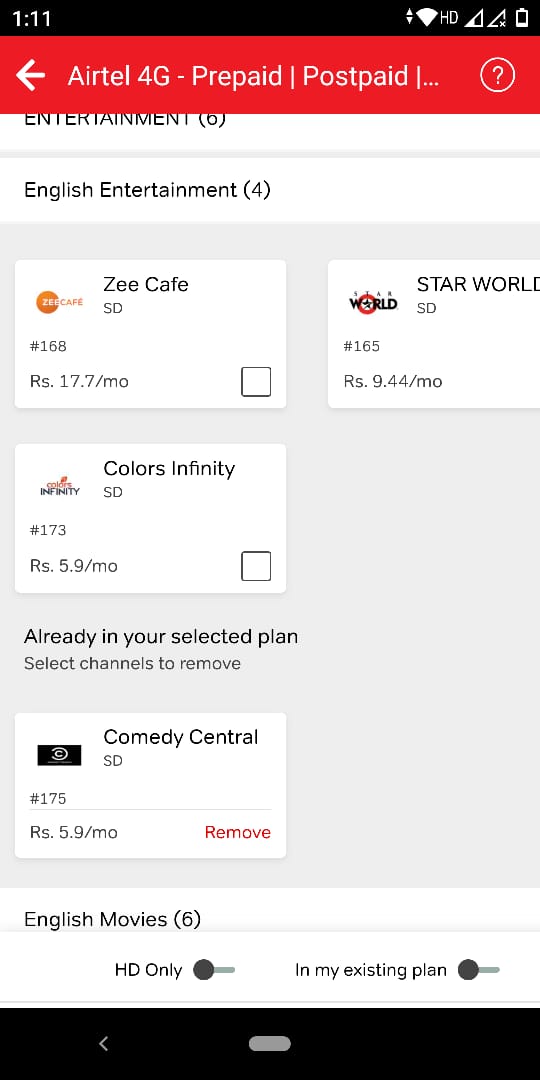 1:11
HD
Airtel 4G - Prepaid | Postpaid |...
?
ENTERTAINMENT (6)
English Entertainment (4)
ZEE CAFÉ
Zee Cafe
SD
#168
Rs. 17.7/mo
STAR
WORLD
STAR WORLD
SD
#165
Rs. 9.44/mo
colors
INFINITY
Colors Infinity
SD
#173
Rs. 5.9/mo
Already in your selected plan
Select channels to remove
Comedy Central
SD
#175
Rs. 5.9/mo
Remove
English Movies (6)
HD Only
In my existing plan